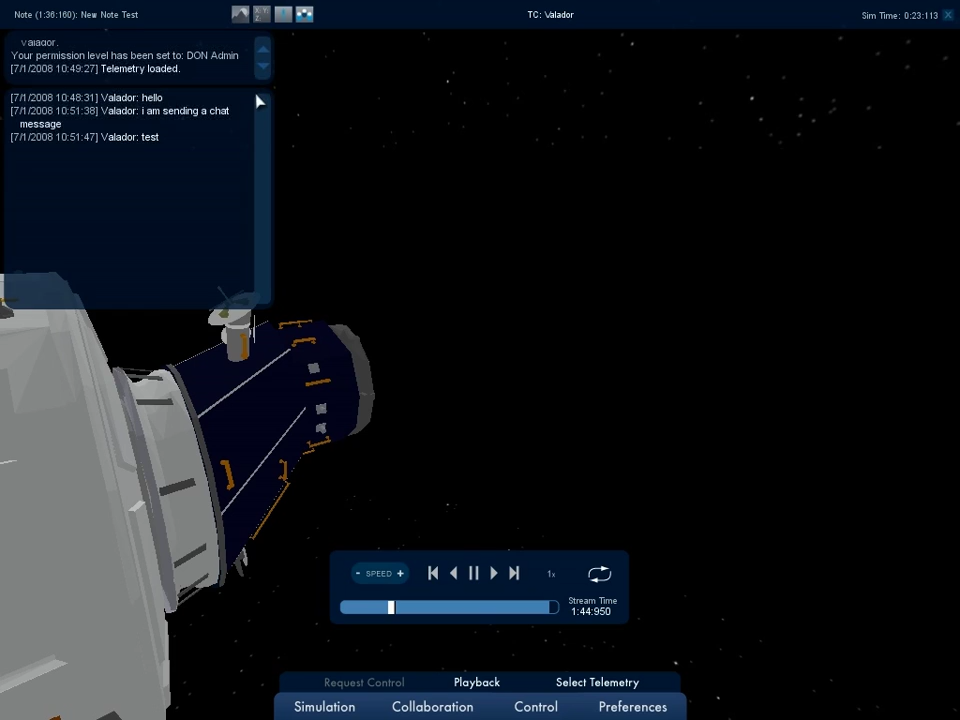 Note (1:36:160): New Note Test
TC: Valador
Sim Time: 0:23:113
X
X: Y: Z:
Valador.
Your permission level has been set to: DON Admin
[7/1/2008 10:49:27] Telemetry loaded.
[7/1/2008 10:48:31] Valador: hello
[7/1/2008 10:51:38] Valador: i am sending a chat
message
[7/1/2008 10:51:47] Valador: test
- SPEED +
1x
Stream Time
1:44:950
Request Control
Playback
Select Telemetry
Simulation
Collaboration
Control
Preferences